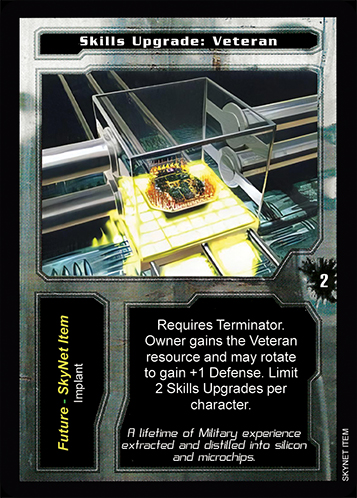 Skills Upgrade: Veteran
2
Future - SkyNet Item
Implant
Requires Terminator.
Owner gains the Veteran
resource and may rotate
to gain +1 Defense. Limit
2 Skills Upgrades per
character.
A lifetime of Military experience
extracted and distilled into silicon
and microchips.
SKYNET ITEM